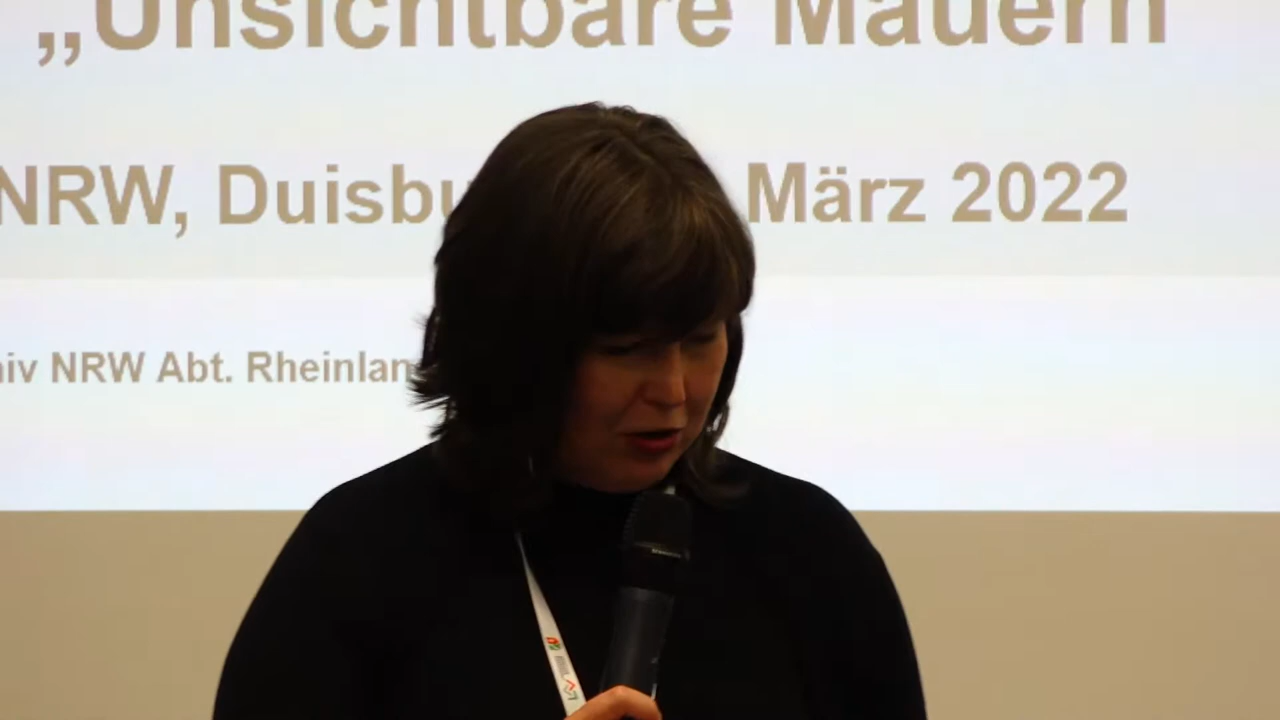 „Unsichtbare Mauern
NRW, Duisbu März 2022
iv NRW Abt. Rheinlan